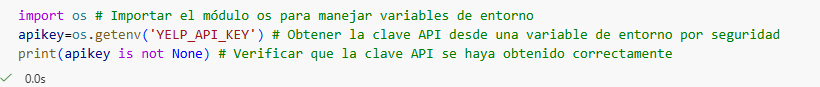 import os # Importar el módulo os para manejar variables de entorno
apikey=os.getenv('YELP_API_KEY') # Obtener la clave API desde una variable de entorno por seguridad
print(apikey is not None) # Verificar que la clave API se haya obtenido correctamente
✓ 0.0s